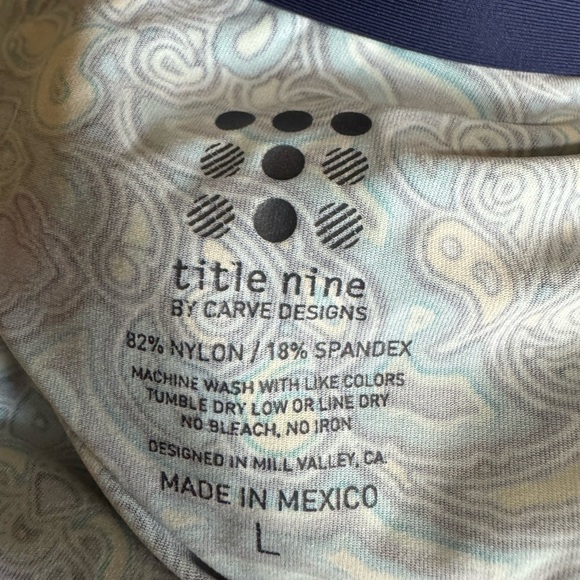 title nine
BY CARVE DESIGNS
82% NYLON / 18% SPANDEX
MACHINE WASH WITH LIKE COLORS
TUMBLE DRY LOW OR LINE DRY
NO BLEACH, NO IRON
DESIGNED IN MILL VALLEY, CA
MADE IN MEXICO
L